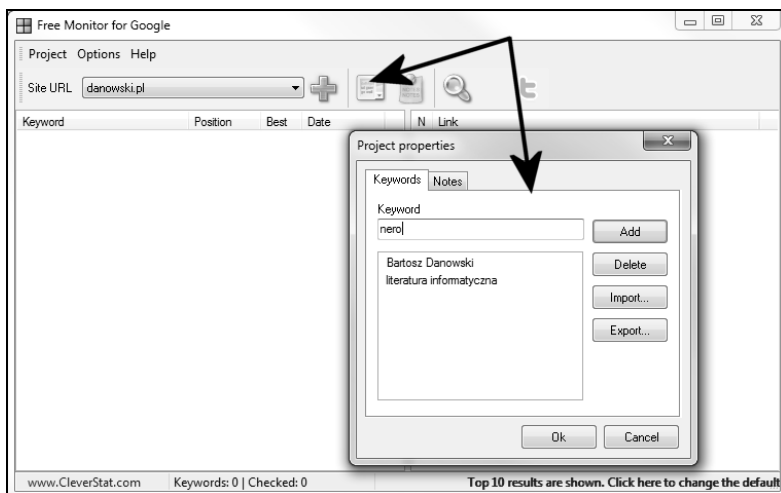 Free Monitor for Google
Project Options Help
Site URL danowski.pl
Keyword Position Best Date N Link
Project properties
Keywords Notes
Keyword
nero
Add
Bartosz Danowski
literatura informatyczna
Delete
Import...
Export...
Ok Cancel
www.CleverStat.com Keywords: 0 | Checked: 0 Top 10 results are shown. Click here to change the default